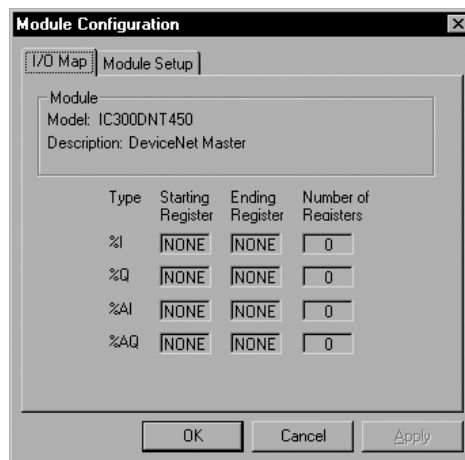 Module Configuration
I/O Map Module Setup
Module
Model: IC300DNT450
Description: DeviceNet Master
Type Starting Register Ending Register Number of Registers
%I NONE NONE 0
%Q NONE NONE 0
%AI NONE NONE 0
%AQ NONE NONE 0
OK Cancel Apply